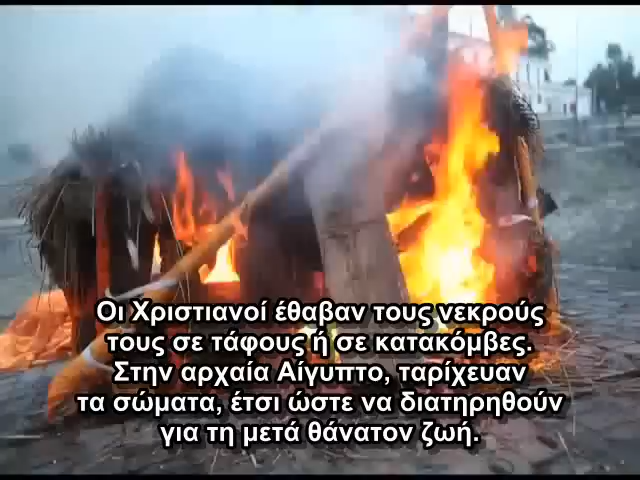 Οι Χριστιανοί έθαβαν τους νεκρούς
τους σε τάφους ή σε κατακόμβες.
Στην αρχαία Αίγυπτο, ταρίχευαν
τα σώματα, έτσι ώστε να διατηρηθούν
για τη μετά θάνατον ζωή.